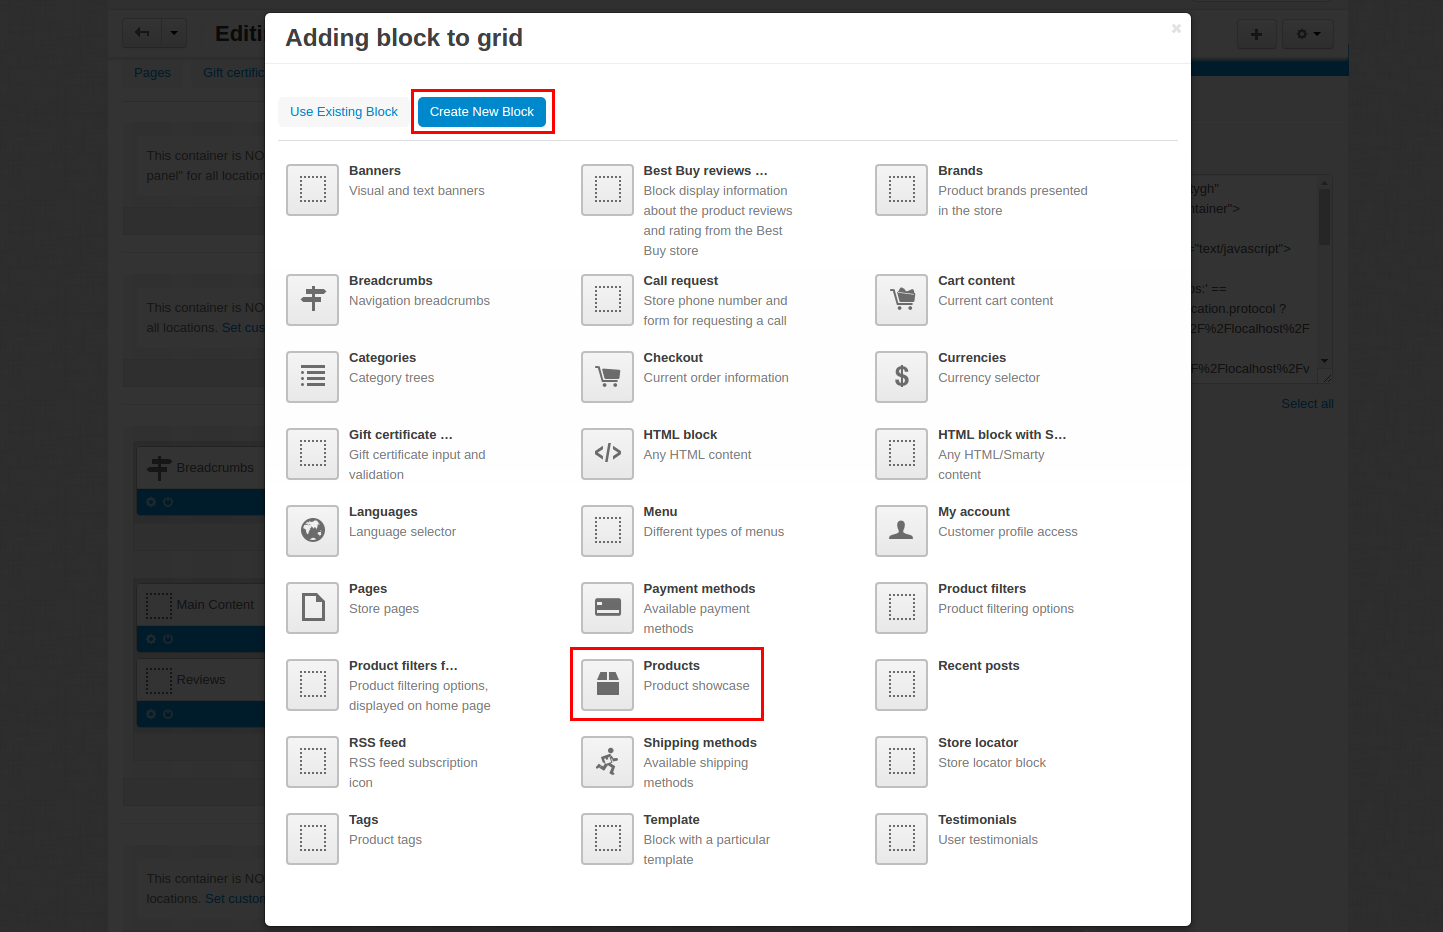 Editi
Adding block to grid
Pages
Gift certific
Use Existing Block
Create New Block
This container is NO
panel" for all location
Banners
Visual and text banners
Best Buy reviews ...
Block display information
about the product reviews
and rating from the Best
Buy store
Brands
Product brands presented
in the store
Breadcrumbs
Navigation breadcrumbs
Call request
Store phone number and
form for requesting a call
Cart content
Current cart content
This container is NO
all locations. Set cus
Categories
Category trees
Checkout
Current order information
Currencies
Currency selector
Gift certificate ...
Gift certificate input and
validation
HTML block
Any HTML content
HTML block with S...
Any HTML/Smarty
content
Breadcrumbs
Languages
Language selector
Menu
Different types of menus
My account
Customer profile access
Pages
Store pages
Payment methods
Available payment
methods
Product filters
Product filtering options
Main Content
Product filters f...
Product filtering options,
displayed on home page
Products
Product showcase
Recent posts
Reviews
RSS feed
RSS feed subscription
icon
Shipping methods
Available shipping
methods
Store locator
Store locator block
Tags
Product tags
Template
Block with a particular
template
Testimonials
User testimonials
This container is NO
locations. Set custon
tygh"
ntainer">
="text/javascript">
os:' ==
cation.protocol ?
2F%2Flocalhost%2F
F%2Flocalhost%2Fv
Select all